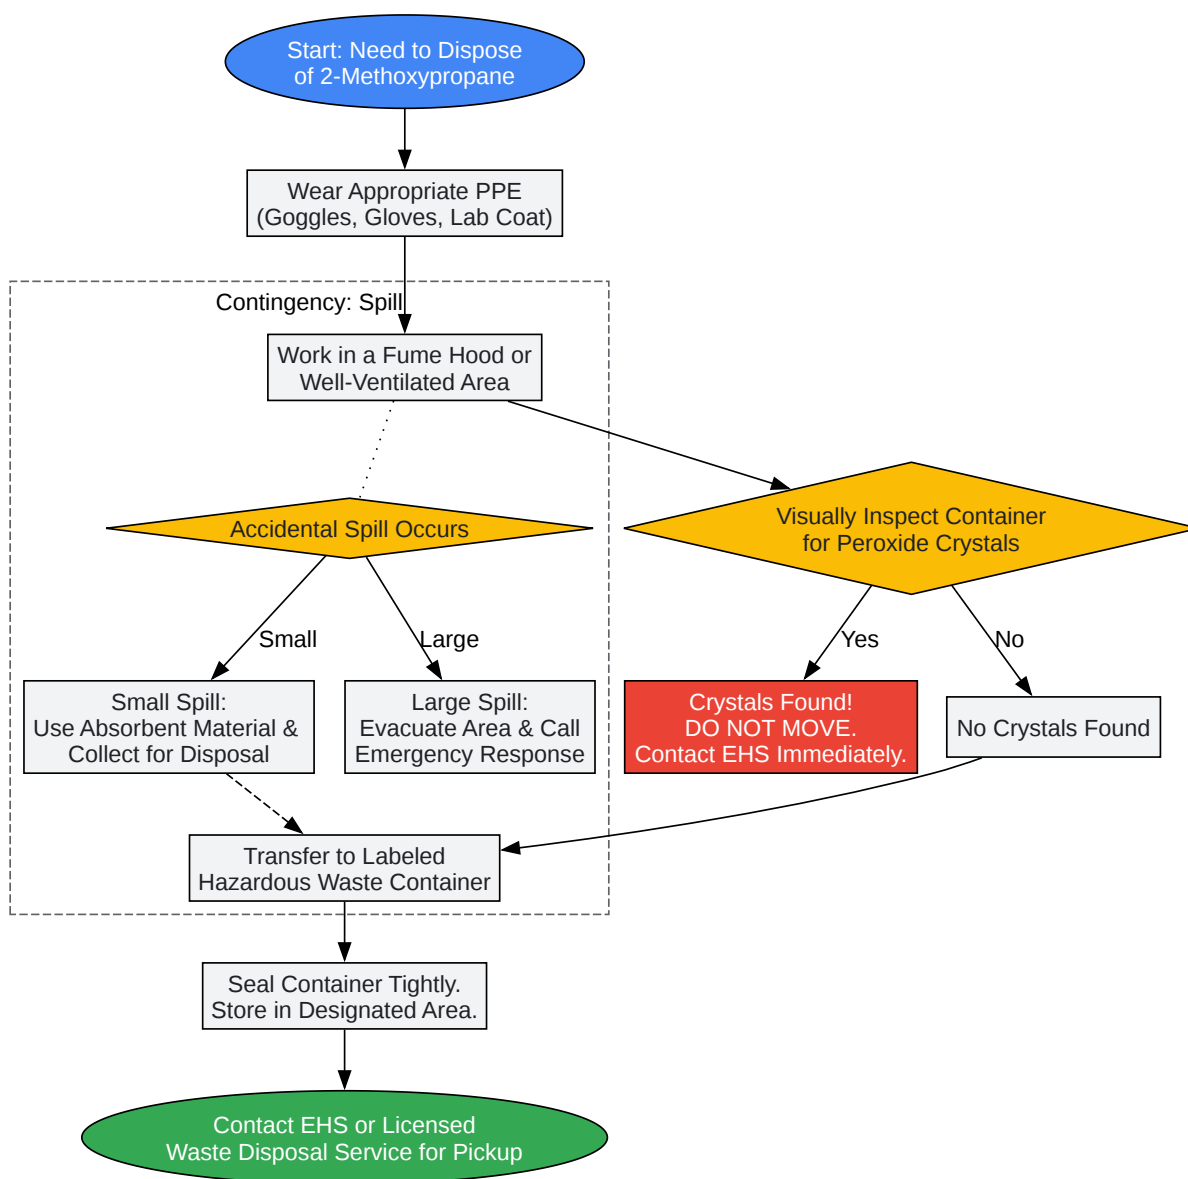 Start: Need to Dispose
of 2-Methoxypropane
Wear Appropriate PPE
(Goggles, Gloves, Lab Coat)
Contingency: Spill
Work in a Fume Hood or
Well-Ventilated Area
Accidental Spill Occurs
Visually Inspect Container
for Peroxide Crystals
Small
Large
Yes
No
Small Spill:
Use Absorbent Material &
Collect for Disposal
Large Spill:
Evacuate Area & Call
Emergency Response
Crystals Found!
DO NOT MOVE.
Contact EHS Immediately.
No Crystals Found
Transfer to Labeled
Hazardous Waste Container
Seal Container Tightly.
Store in Designated Area.
Contact EHS or Licensed
Waste Disposal Service for Pickup